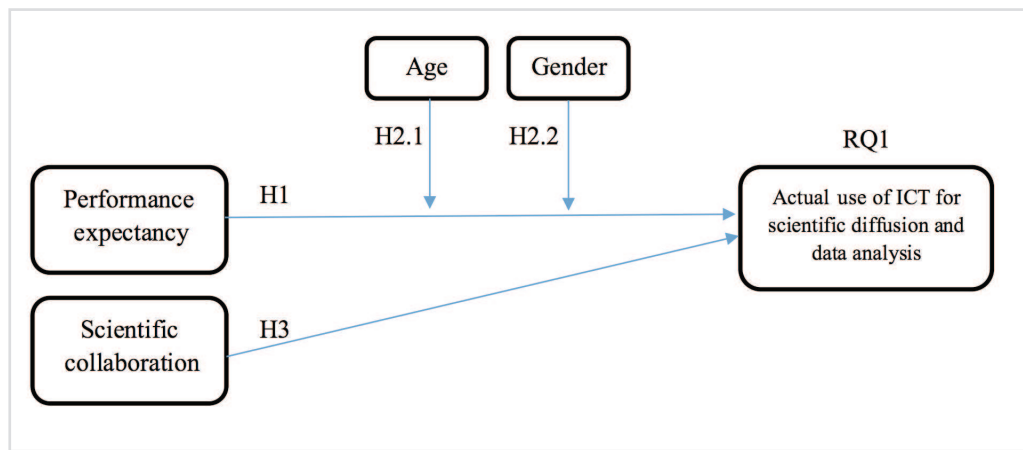 Age
Gender
H2.1
H2.2
RQ1
Performance
expectancy
H1
Actual use of ICT for
scientific diffusion and
data analysis
Scientific
collaboration
H3